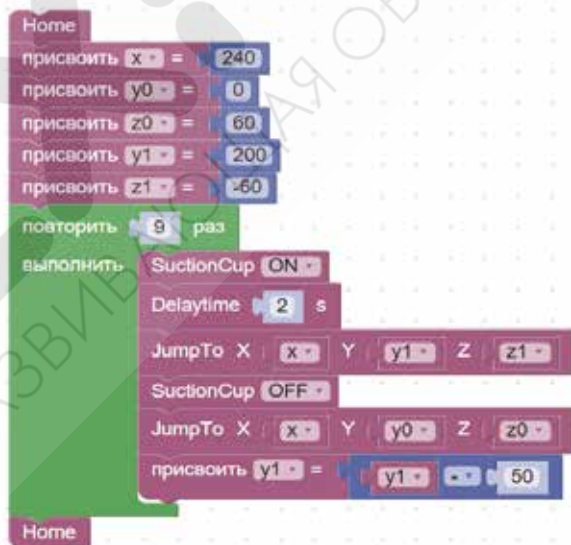 Home
присвоить x = 240
присвоить y0 = 0
присвоить z0 = 60
присвоить y1 = 200
присвоить z1 = -60
повторить 9 раз
выполнить SuctionCup ON
Delaytime 2 s
JumpTo X x Y y1 Z z1
SuctionCup OFF
JumpTo X x Y y0 Z z0
присвоить y1 = y1 - 50
Home